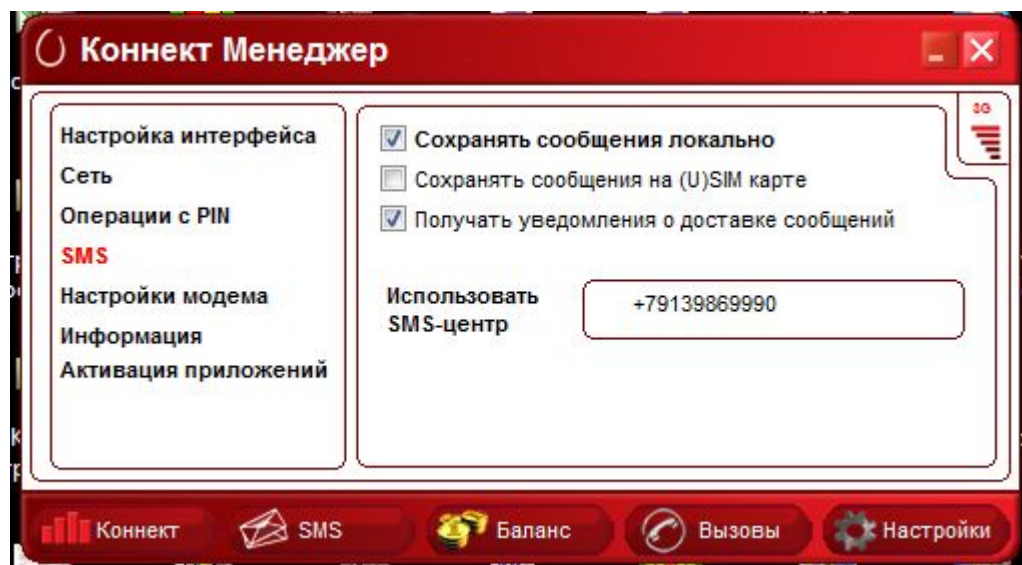 Коннект Менеджер
3G
Настройка интерфейса
Сеть
Операции с PIN
SMS
Настройки модема
Информация
Активация приложений
Сохранять сообщения локально
Сохранять сообщения на (U)SIM карте
Получать уведомления о доставке сообщений
Использовать
SMS-центр
+79139869990
Коннект
SMS
Баланс
Вызовы
Настройки